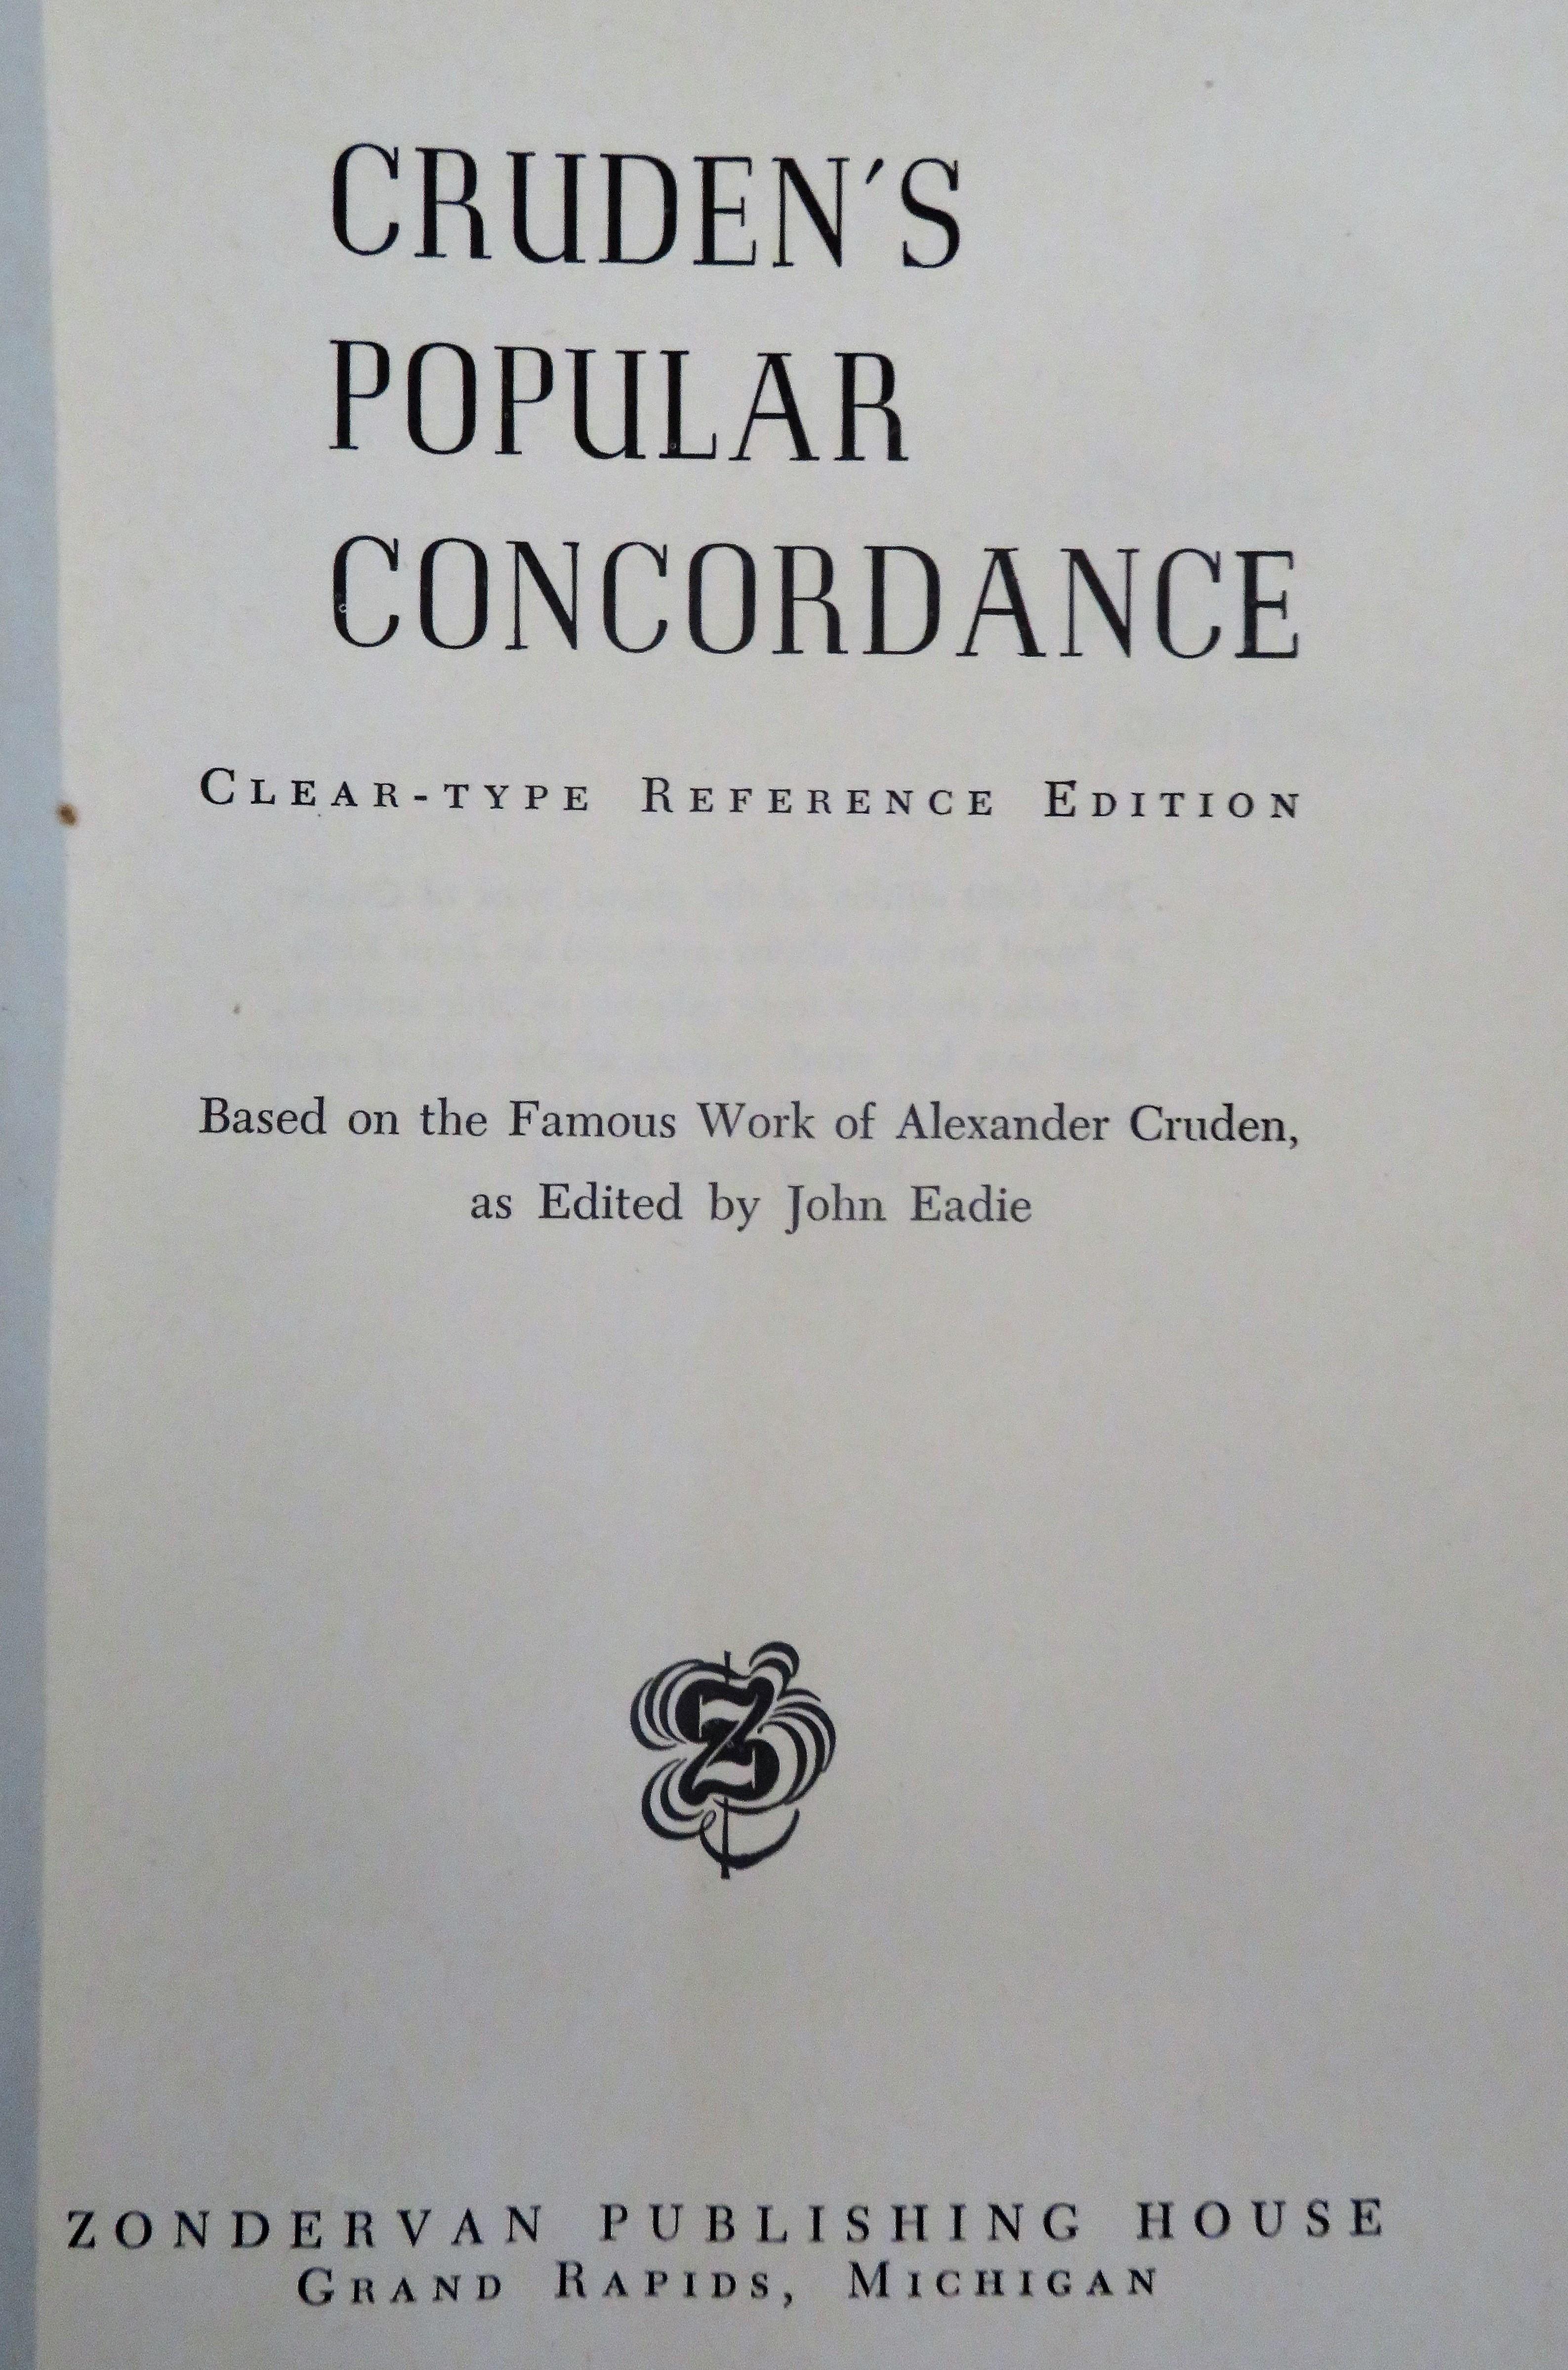 CRUDEN'S
POPULAR
CONCORDANCE
CLEAR-TYPE REFERENCE EDITION
Based on the Famous Work of Alexander Cruden,
as Edited by John Eadie
Z
ZONDERVAN PUBLISHING HOUSE
GRAND RAPIDS, MICHIGAN